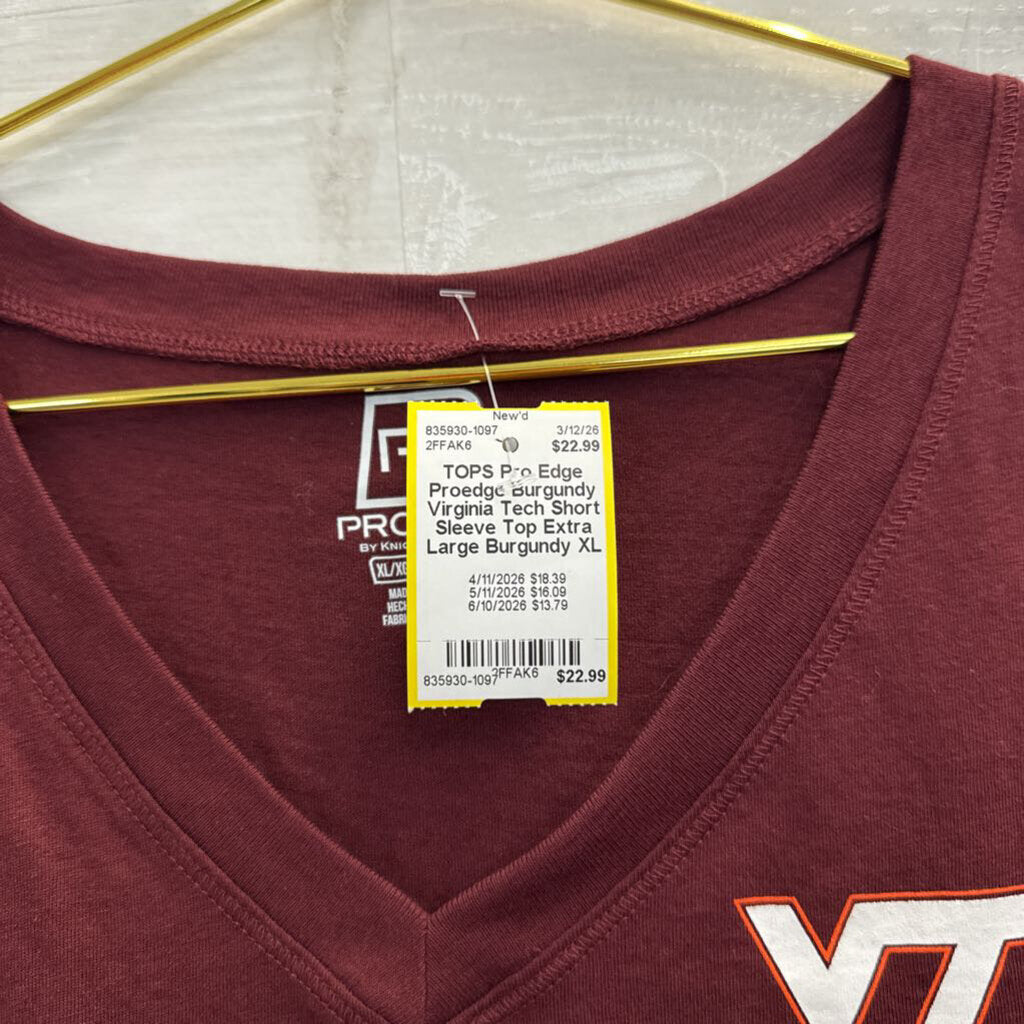 New'd
835930-1097 3/12/26
2FFAK6 $22.99
TOPS Pro Edge
Proedge Burgundy
Virginia Tech Short
Sleeve Top Extra
Large Burgundy XL
4/11/2026 $18.39
5/11/2026 $16.09
6/10/2026 $13.79
2FFAK6
835930-1097 $22.99
BY
XL/
VT